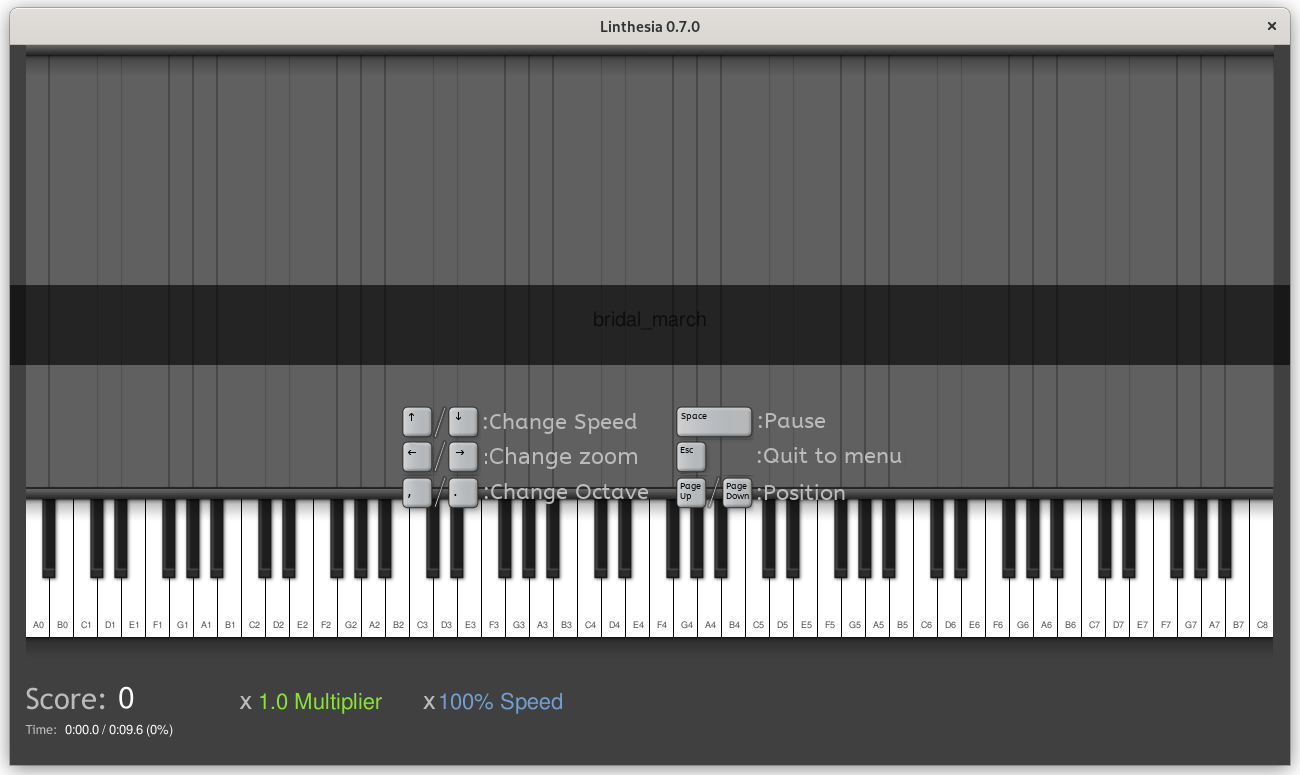 Linthesia 0.7.0
×
bridal_march
↑ / ↓ :Change Speed
Space :Pause
← / → :Change zoom
Esc :Quit to menu
, / . :Change Octave
Page Up / Page Down :Position
A0 B0 C1 D1 E1 F1 G1 A1 B1 C2 D2 E2 F2 G2 A2 B2 C3 D3 E3 F3 G3 A3 B3 C4 D4 E4 F4 G4 A4 B4 C5 D5 E5 F5 G5 A5 B5 C6 D6 E6 F6 G6 A6 B6 C7 D7 E7 F7 G7 A7 B7 C8
Score: 0 x 1.0 Multiplier x 100% Speed
Time: 0:00.0 / 0:09.6 (0%)